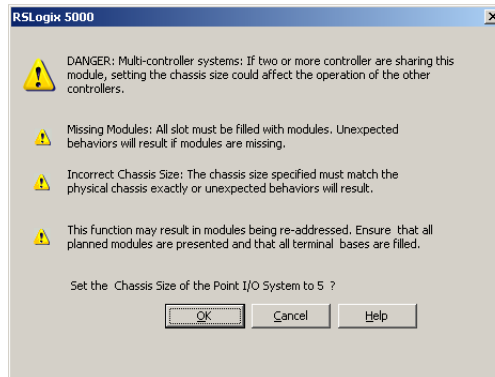 RSLogix 5000
DANGER: Multi-controller systems: If two or more controller are sharing this
module, setting the chassis size could affect the operation of the other
controllers.
Missing Modules: All slot must be filled with modules. Unexpected
behaviors will result if modules are missing.
Incorrect Chassis Size: The chassis size specified must match the
physical chassis exactly or unexpected behaviors will result.
This function may result in modules being re-addressed. Ensure that all
planned modules are presented and that all terminal bases are filled.
Set the Chassis Size of the Point I/O System to 5 ?
OK Cancel Help